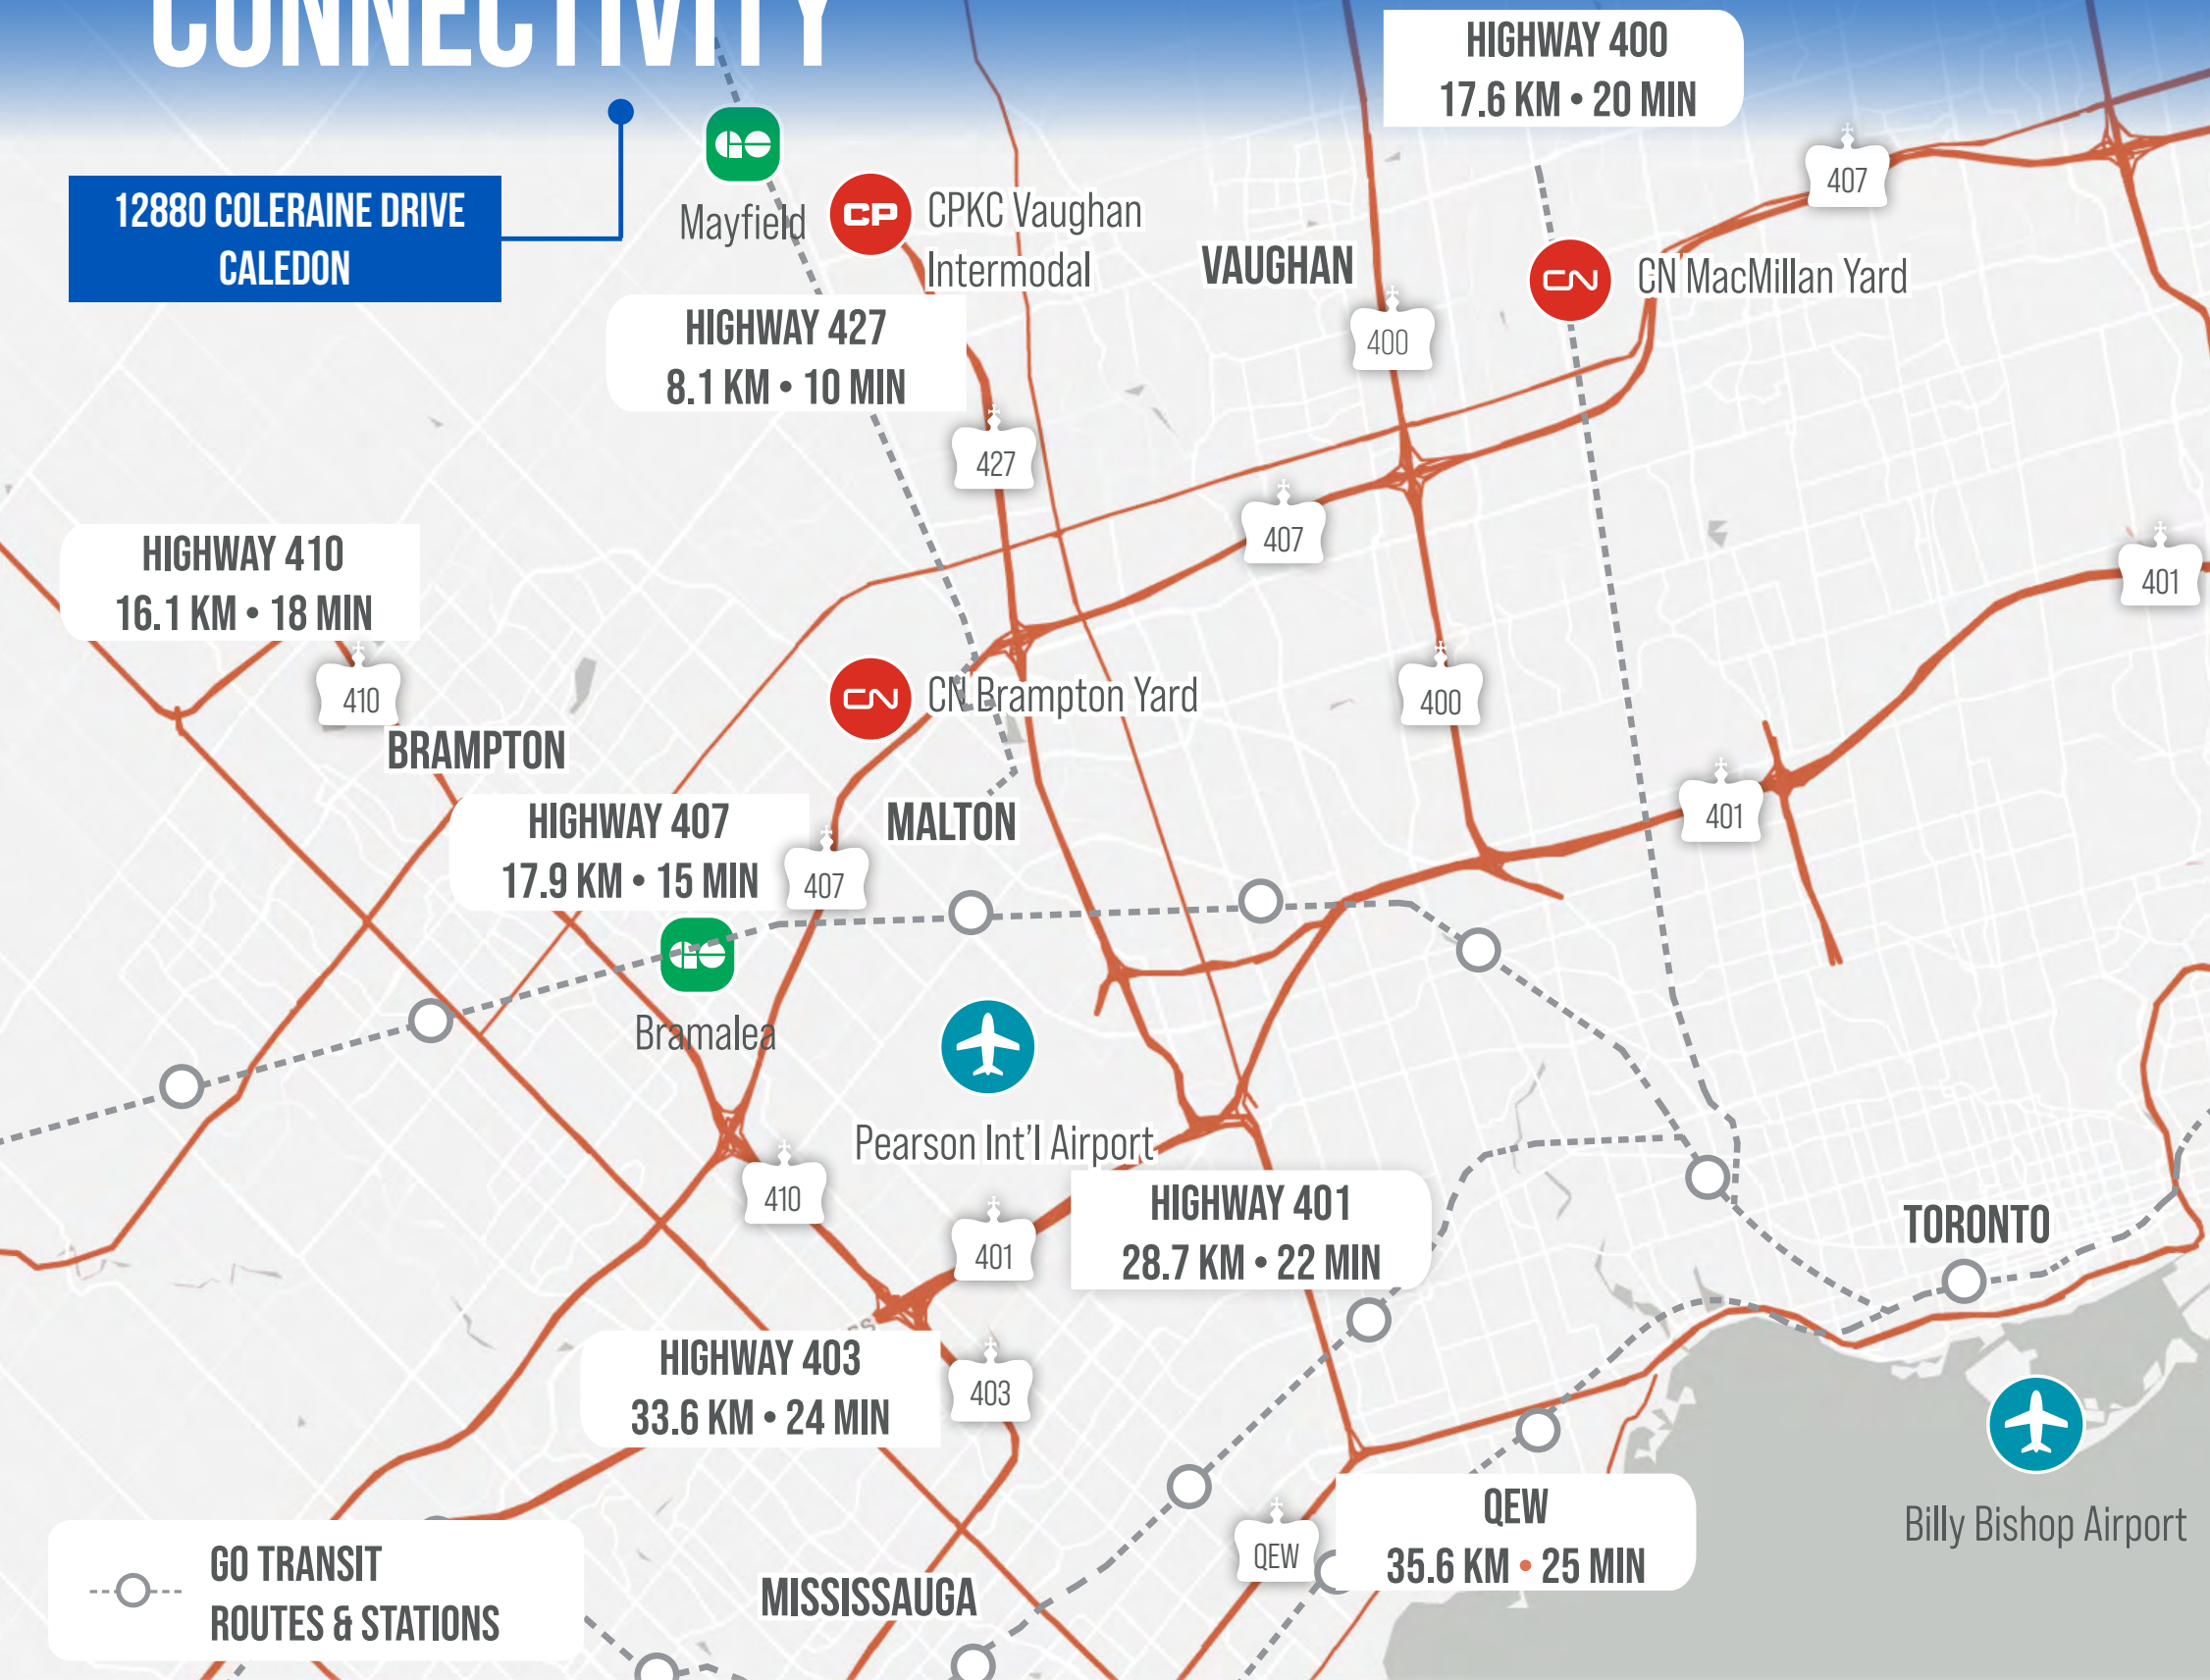 CONNECTIVITY
HIGHWAY 400
17.6 KM • 20 MIN
407
12880 COLERAINE DRIVE
CALEDON
Mayfield
CP
CPKC Vaughan
Intermodal
VAUGHAN
CN
CN MacMillan Yard
HIGHWAY 427
8.1 KM • 10 MIN
400
427
407
HIGHWAY 410
16.1 KM • 18 MIN
401
410
CN
CN Brampton Yard
400
BRAMPTON
HIGHWAY 407
17.9 KM • 15 MIN
407
MALTON
401
GO
Bramalea
Pearson Int'l Airport
410
HIGHWAY 401
28.7 KM • 22 MIN
401
TORONTO
HIGHWAY 403
33.6 KM • 24 MIN
403
QEW
35.6 KM • 25 MIN
QEW
Billy Bishop Airport
GO TRANSIT
ROUTES & STATIONS
MISSISSAUGA